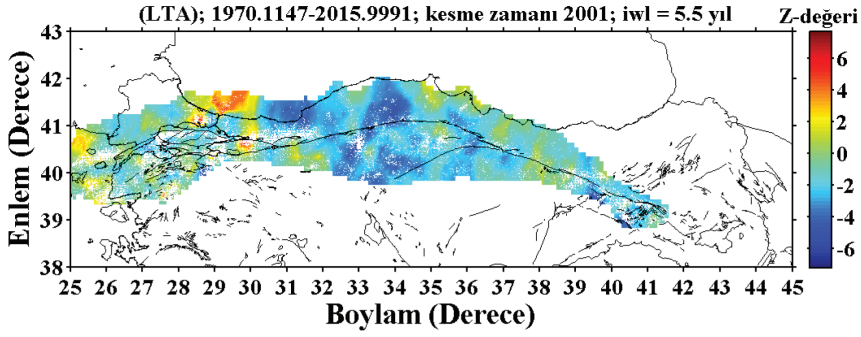 (LTA); 1970.1147-2015.9991; kesme zamanı 2001; iwl = 5.5 yıl
Z-değeri
43
42
41
40
39
38
Enlem (Derece)
25 26 27 28 29 30 31 32 33 34 35 36 37 38 39 40 41 42 43 44 45
Boylam (Derece)
6
4
2
0
-2
-4
-6